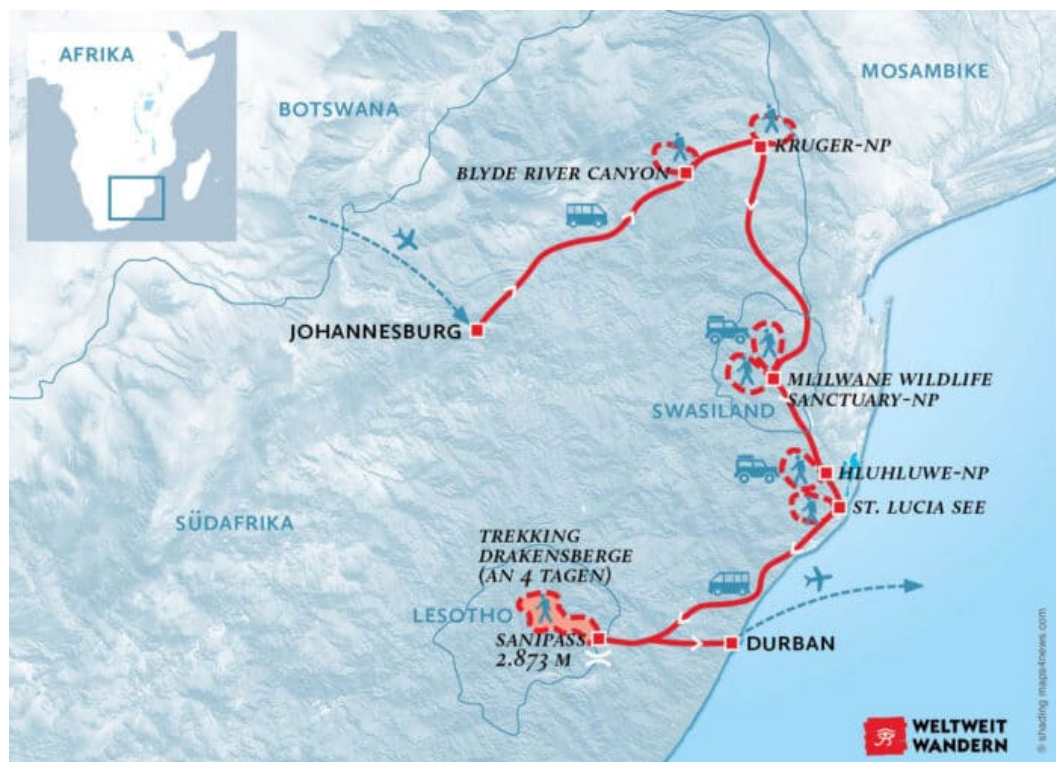 AFRIKA
MOSAMBIKE
BOTSWANA
KRUGER-NP
BLYDE RIVER CANYON
JOHANNESBURG
MLILWANE WILDLIFE
SANCTUARY-NP
SWASILAND
HLUHLUWE-NP
ST. LUCIA SEE
SÜDAFRIKA
TREKKING
DRAKENSBERGE
(AN 4 TAGEN)
LESOTHO
SANIPASS
2.873 M
DURBAN
WELTWEIT
WANDERN
© shading maps4news.com